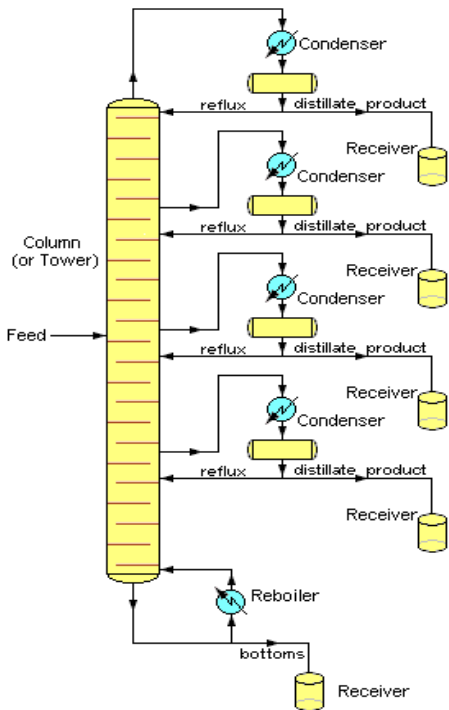 Condenser
reflux distillate product
Receiver
Condenser
Column
(or Tower)
reflux distillate product
Receiver
Condenser
Feed
reflux distillate product
Receiver
Condenser
reflux distillate product
Receiver
Reboiler
bottoms
Receiver